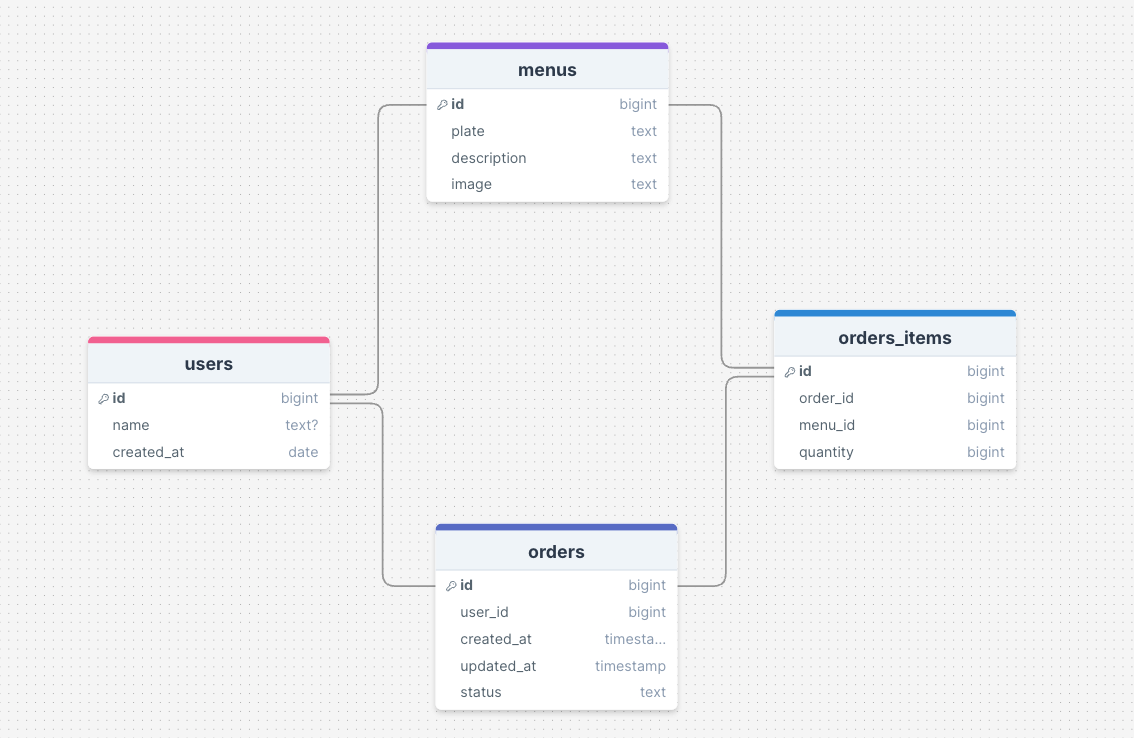 menus
id bigint
plate text
description text
image text
users
id bigint
name text?
created_at date
orders_items
id bigint
order_id bigint
menu_id bigint
quantity bigint
orders
id bigint
user_id bigint
created_at timesta...
updated_at timestamp
status text